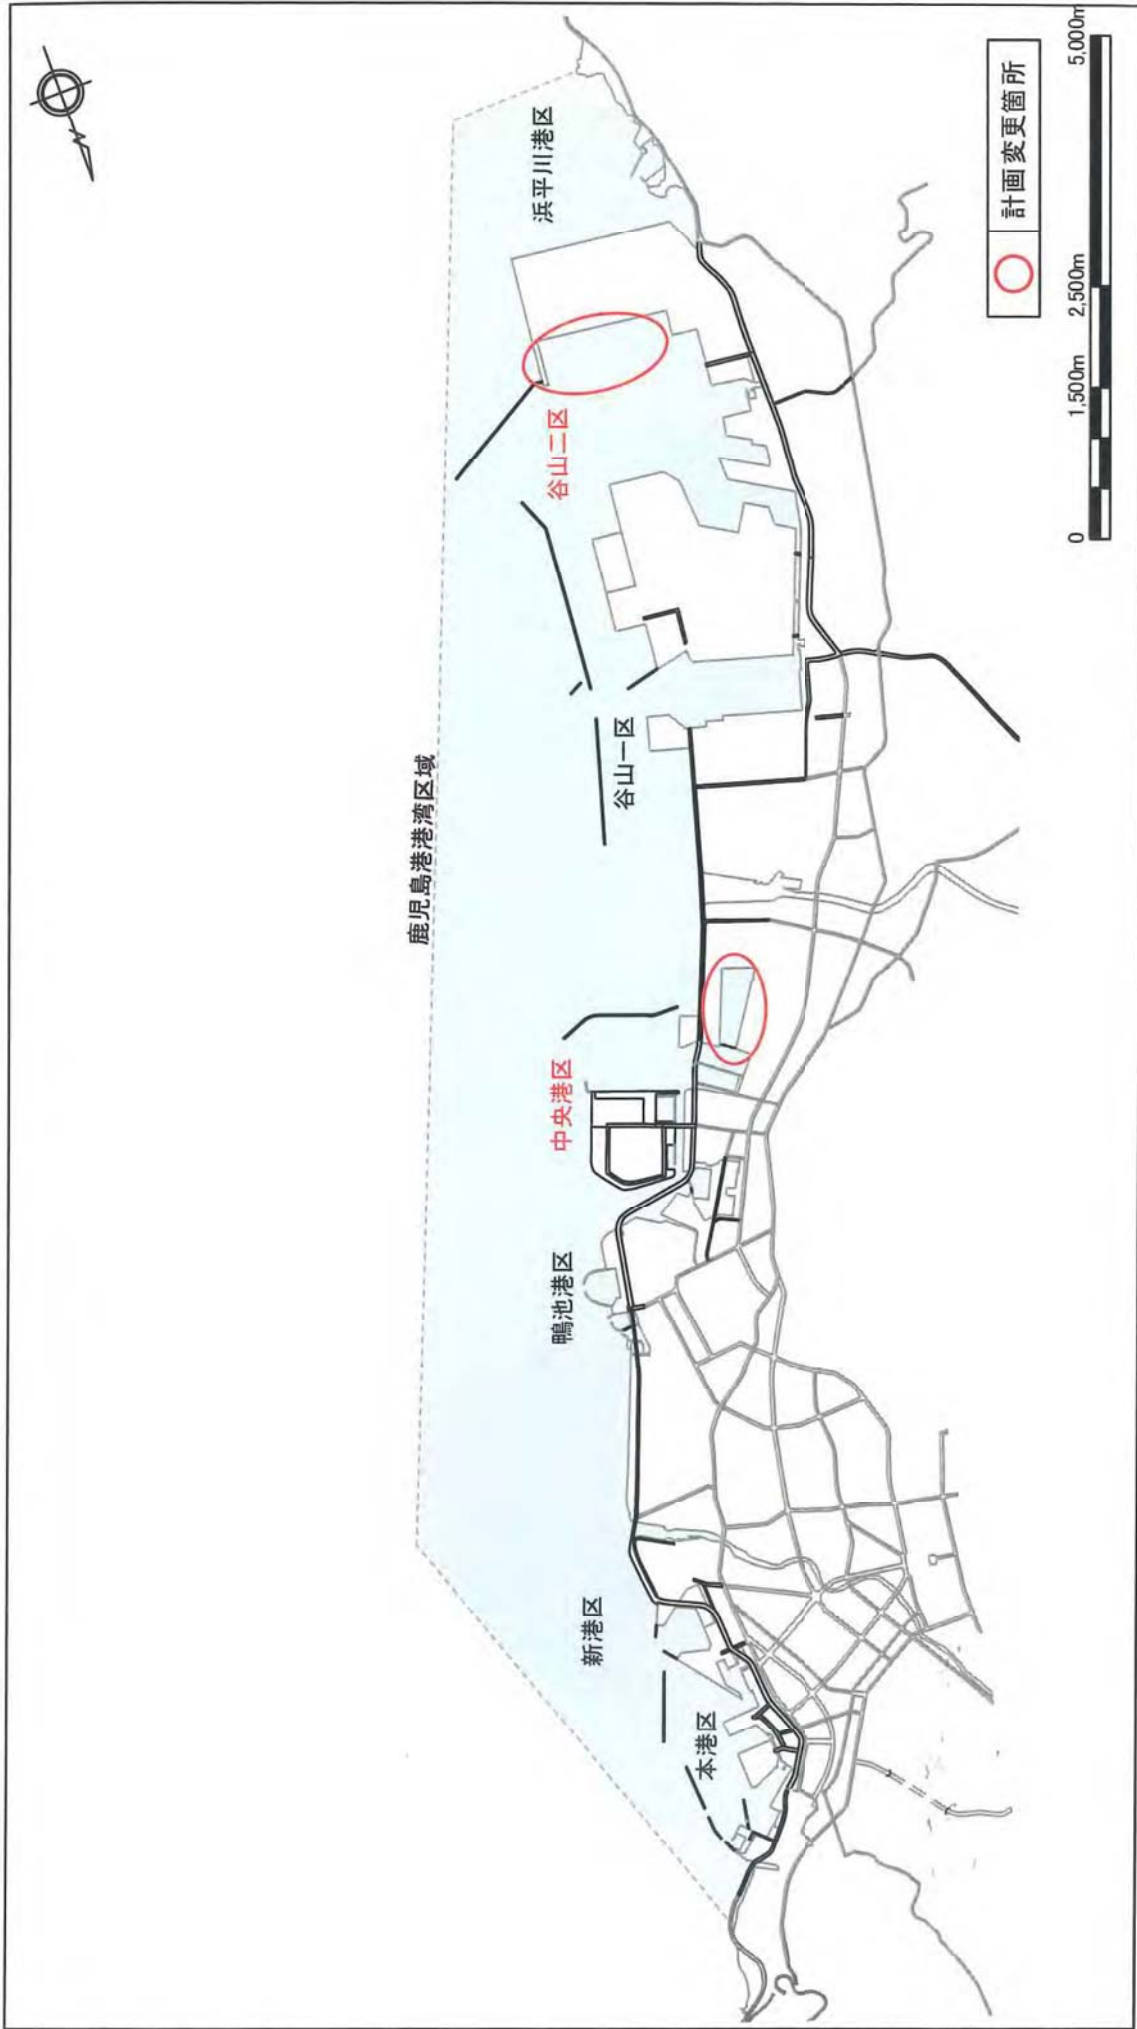 鹿児島港港湾区域
本港区
新港区
鴨池港区
中央港区
谷山一区
谷山二区
浜平川港区
計画変更箇所
0 1,500m 2,500m 5,000m